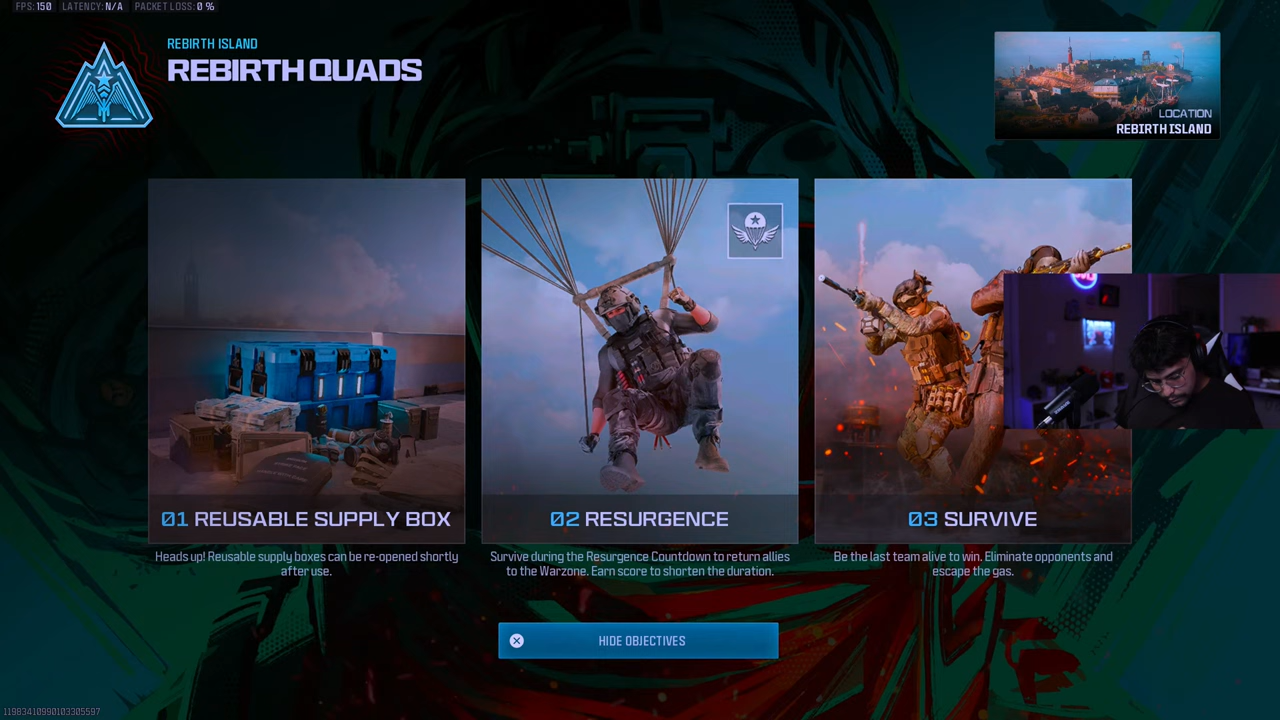 FPS: 150 LATENCY: N/A PACKET LOSS: 0 %
REBIRTH ISLAND
REBIRTH QUADS
LOCATION
REBIRTH ISLAND
01 REUSABLE SUPPLY BOX
Heads up! Reusable supply boxes can be re-opened shortly
after use.
02 RESURGENCE
Survive during the Resurgence Countdown to return allies
to the Warzone. Earn score to shorten the duration.
03 SURVIVE
Be the last team alive to win. Eliminate opponents and
escape the gas.
HIDE OBJECTIVES
11983410990103305597